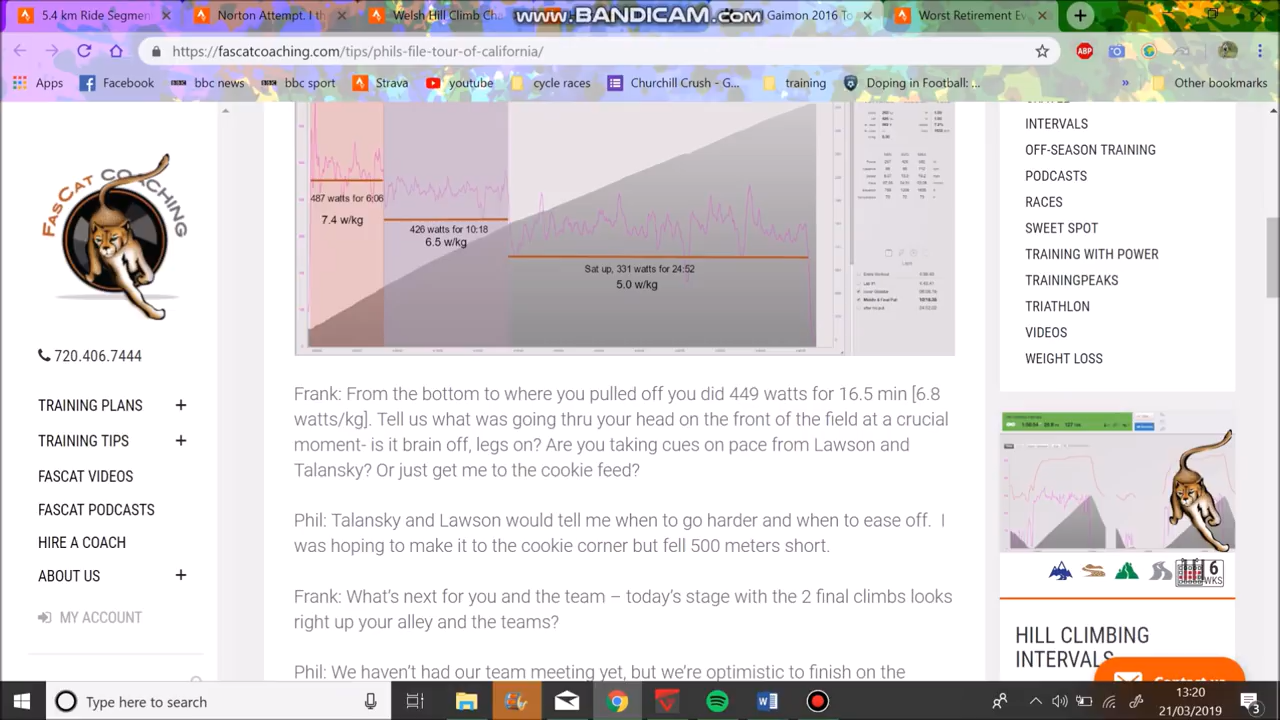 5.4 km Ride Segmen
Norton Attempt. I th
Welsh Hill Climb Cha
www.BANDICAM.com
Gaimon 2016 To
Worst Retirement Ev
https://fascatcoaching.com/tips/phils-file-tour-of-california/
ABP
Apps
Facebook
bbc news
bbc sport
Strava
youtube
cycle races
Churchill Crush - G...
training
Doping in Football: ...
»
Other bookmarks
FASCAT COACHING
720.406.7444
TRAINING PLANS +
TRAINING TIPS +
FASCAT VIDEOS
FASCAT PODCASTS
HIRE A COACH
ABOUT US +
MY ACCOUNT
487 watts for 6:06
7.4 w/kg
426 watts for 10:18
6.5 w/kg
Sat up, 331 watts for 24:52
5.0 w/kg
Frank: From the bottom to where you pulled off you did 449 watts for 16.5 min [6.8
watts/kg]. Tell us what was going thru your head on the front of the field at a crucial
moment- is it brain off, legs on? Are you taking cues on pace from Lawson and
Talansky? Or just get me to the cookie feed?
Phil: Talansky and Lawson would tell me when to go harder and when to ease off. I
was hoping to make it to the cookie corner but fell 500 meters short.
Frank: What's next for you and the team – today's stage with the 2 final climbs looks
right up your alley and the teams?
Phil: We haven't had our team meeting yet, but we're optimistic to finish on the
INTERVALS
OFF-SEASON TRAINING
PODCASTS
RACES
SWEET SPOT
TRAINING WITH POWER
TRAININGPEAKS
TRIATHLON
VIDEOS
WEIGHT LOSS
6
WKS
HILL CLIMBING
INTERVALS
Contact us
Type here to search
13:20
21/03/2019
3